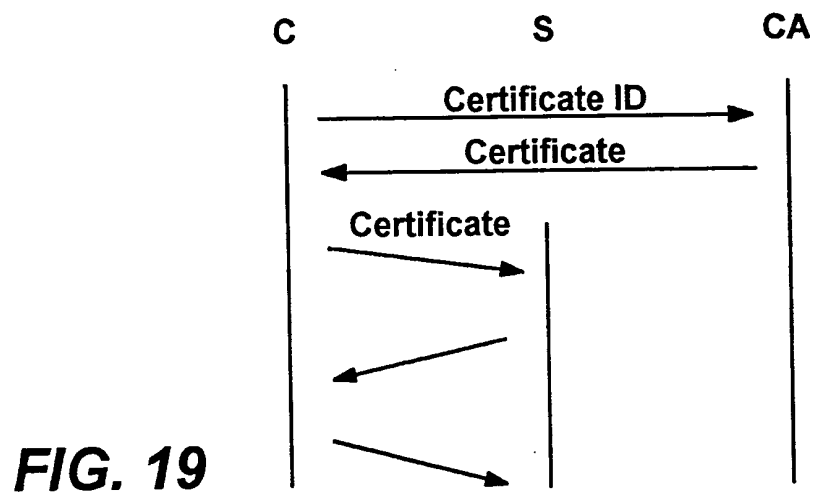 C S CA
Certificate ID
Certificate
Certificate
FIG. 19